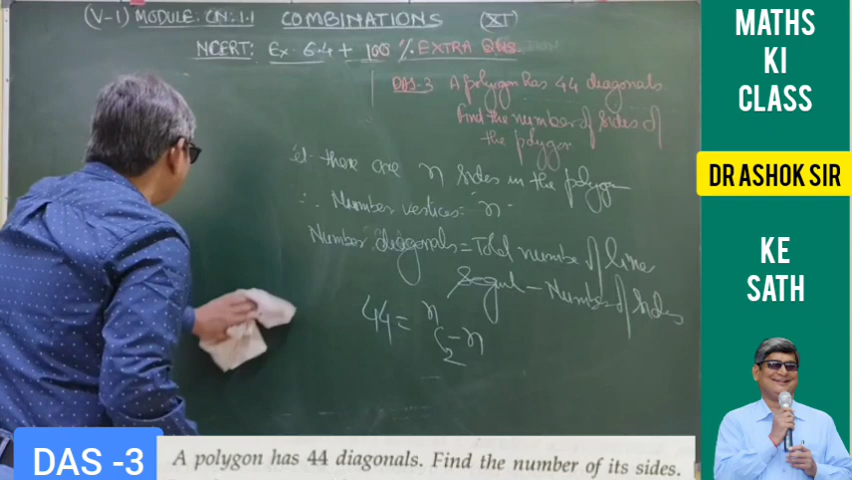 (V-1) MODULE: CN: 1.1 COMBINATIONS (XI)
NCERT: Ex. 6.4 + 100 % EXTRA QNS.
DAS-3 A polygon has 44 diagonals.
Find the number of sides of
the polygon
et there are n sides in the polygon
∴ Number vertices = n
Number diagonals = Total number of line
Segment - Number of sides
44 = ⁿC₂ - n
MATHS
KI
CLASS
DR ASHOK SIR
KE
SATH
DAS -3
A polygon has 44 diagonals. Find the number of its sides.